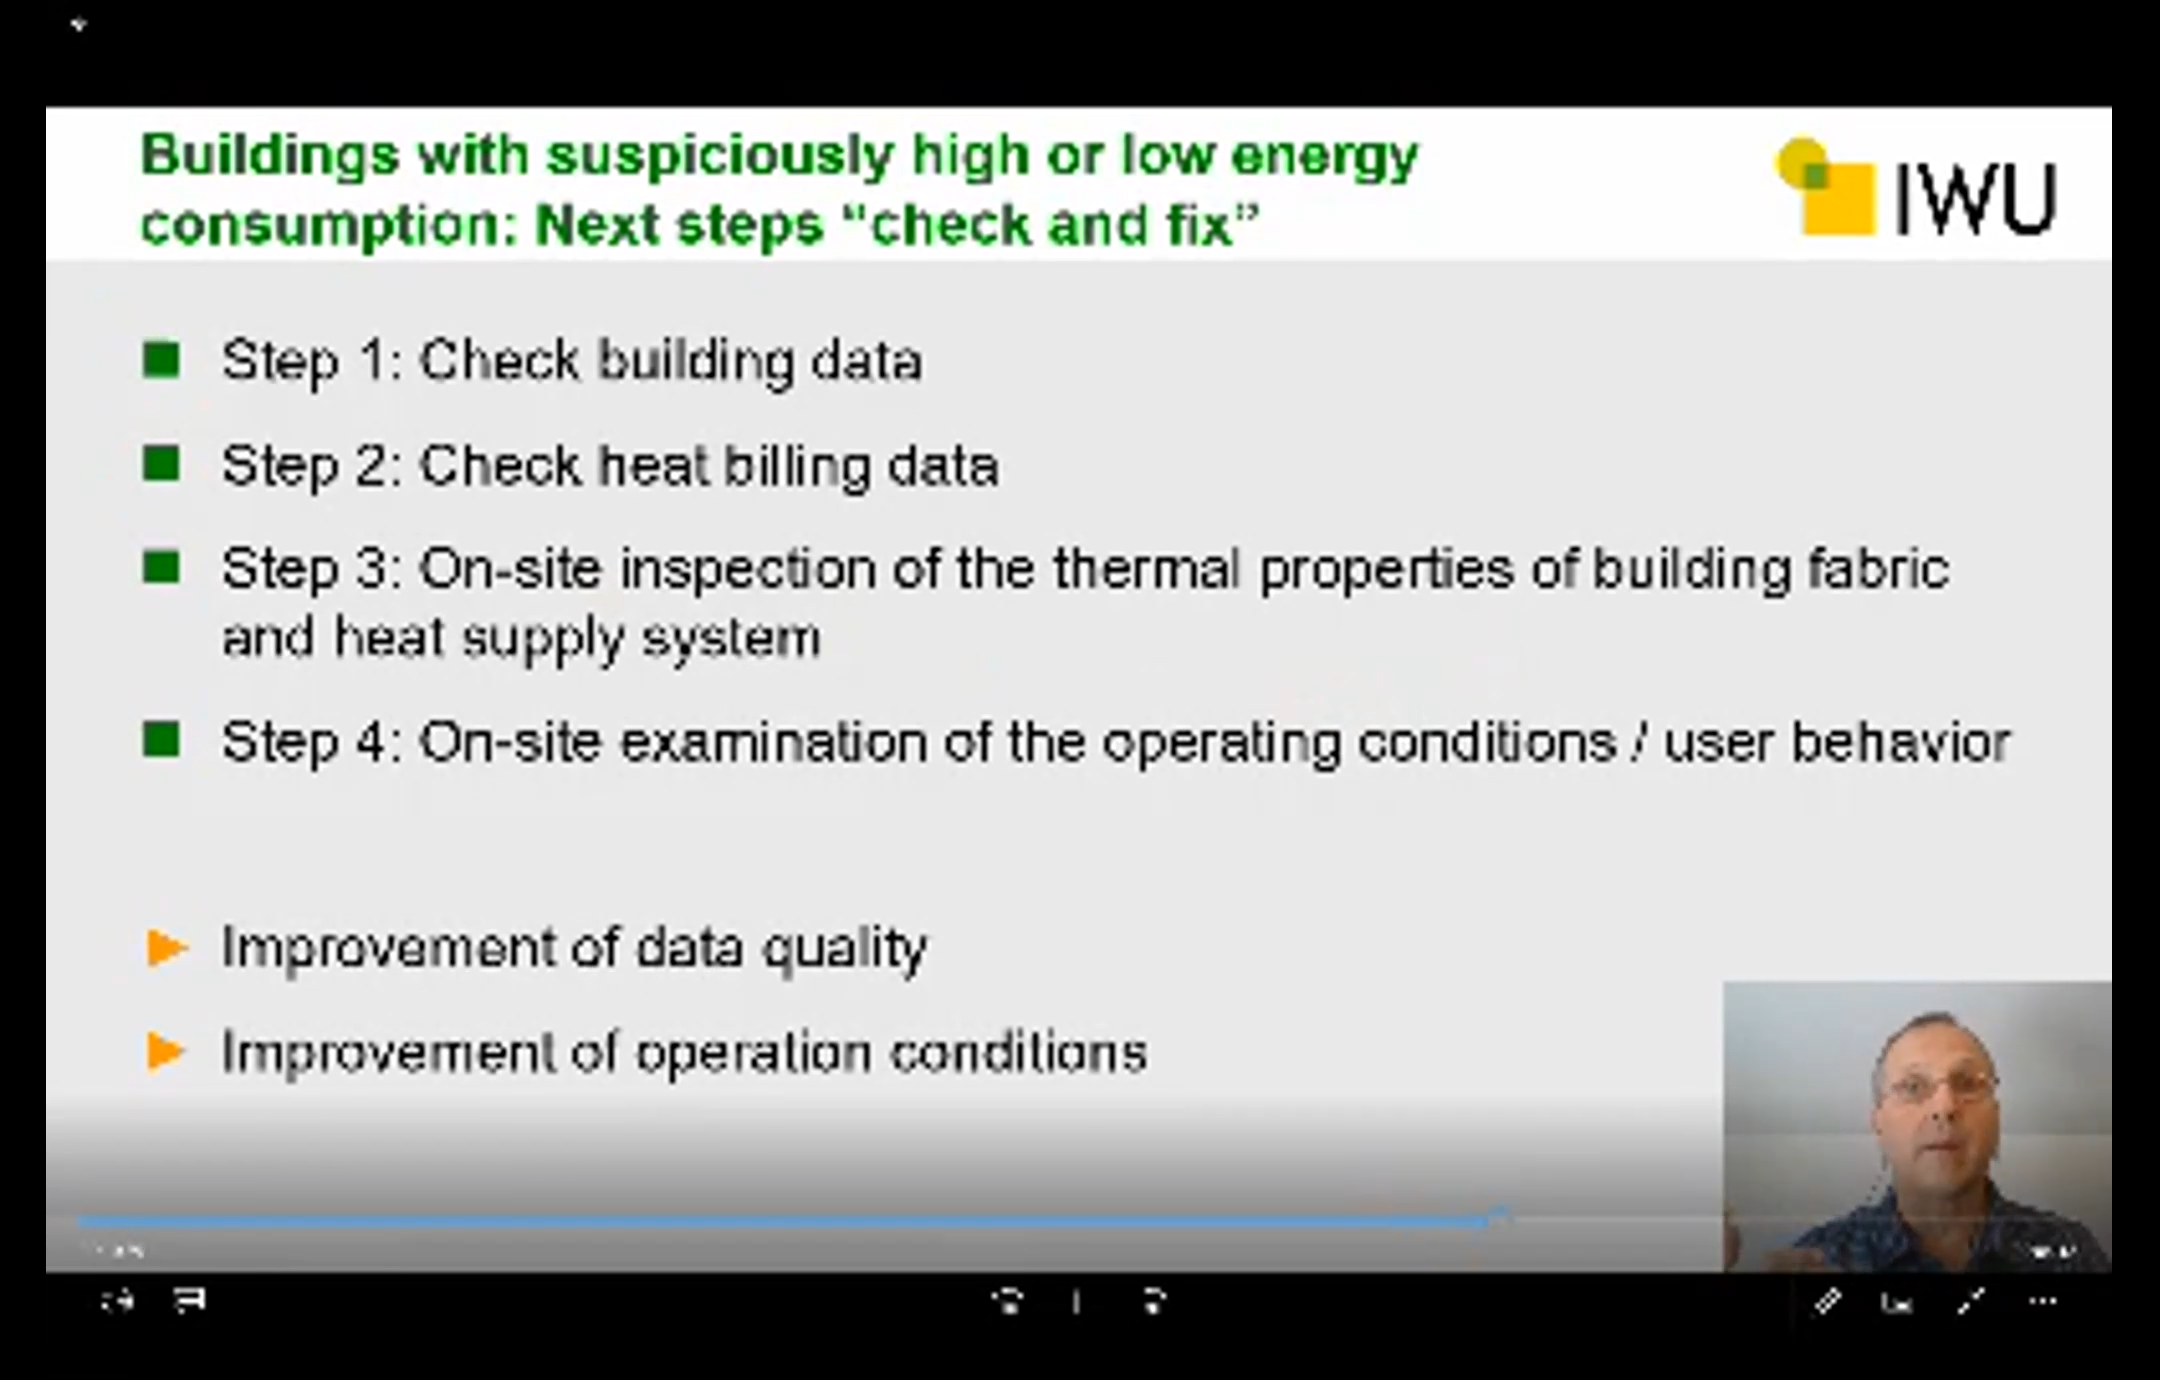 Buildings with suspiciously high or low energy
consumption: Next steps “check and fix”
IWU
Step 1: Check building data
Step 2: Check heat billing data
Step 3: On-site inspection of the thermal properties of building fabric
and heat supply system
Step 4: On-site examination of the operating conditions / user behavior
Improvement of data quality
Improvement of operation conditions